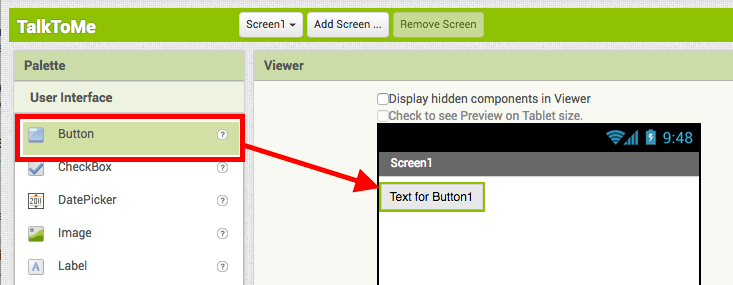 TalkToMe
Screen1 Add Screen ... Remove Screen
Palette
Viewer
User Interface
Button ?
CheckBox ?
DatePicker ?
2011
Image ?
A Label ?
Display hidden components in Viewer
Check to see Preview on Tablet size.
9:48
Screen1
Text for Button1